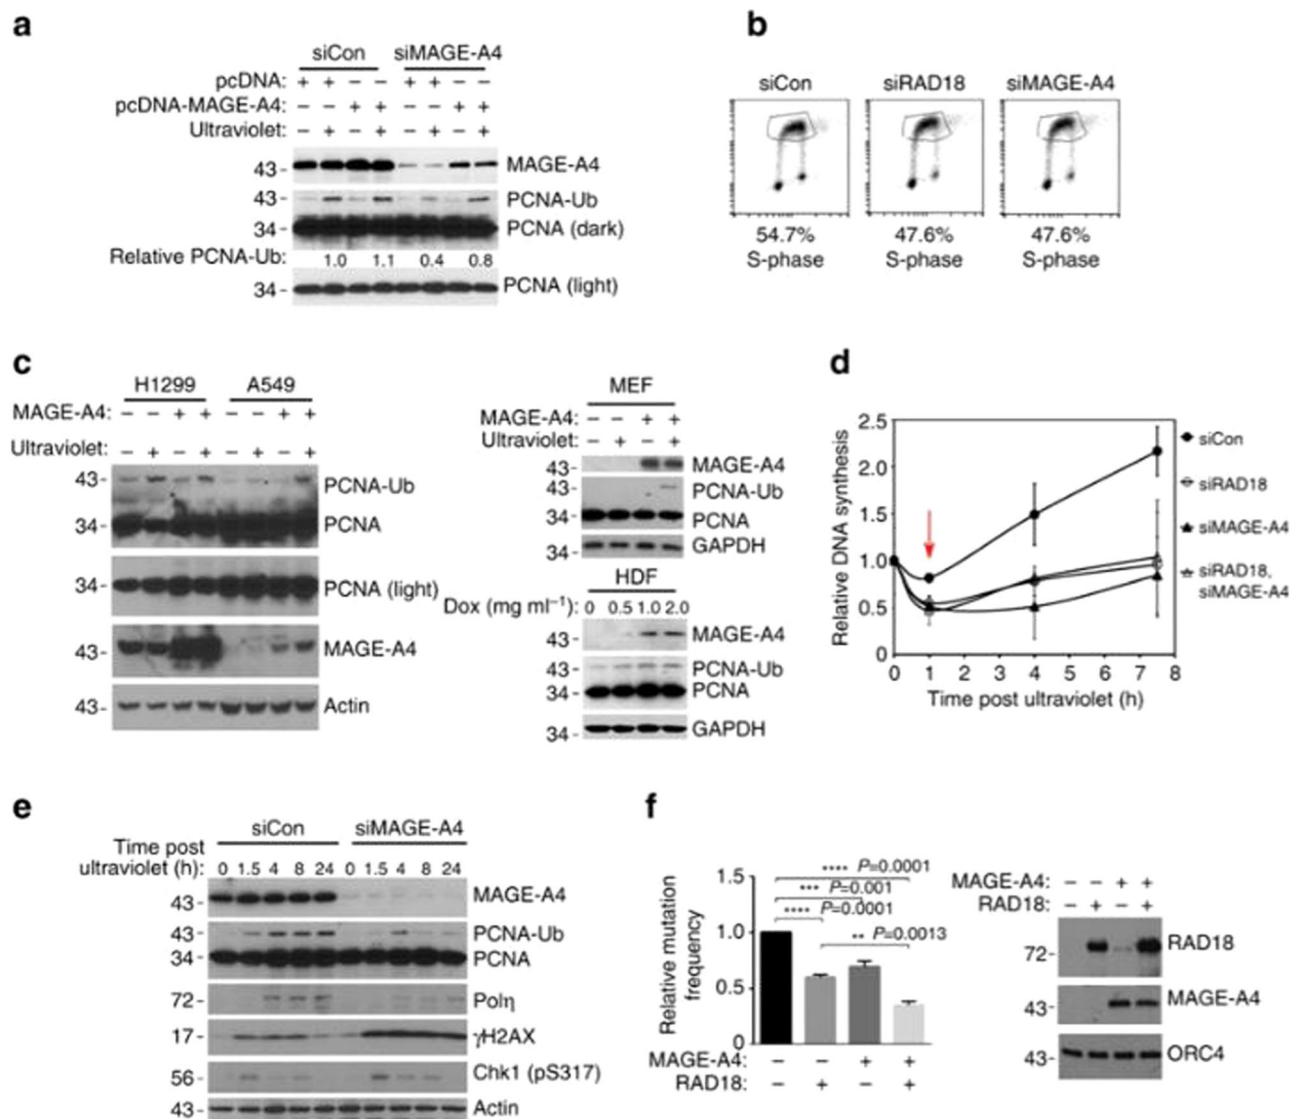 a
siCon siMAGE-A4
pcDNA: + + – – + + – –
pcDNA-MAGE-A4: – – + + – – + +
Ultraviolet: – + – + – + – +
43 - MAGE-A4
43 - PCNA-Ub
34 - PCNA (dark)
Relative PCNA-Ub: 1.0 1.1 0.4 0.8
34 - PCNA (light)
b
siCon siRAD18 siMAGE-A4
54.7% 47.6% 47.6%
S-phase S-phase S-phase
c
H1299 A549
MAGE-A4: – – + + – – + +
Ultraviolet: – + – + – + – +
43- PCNA-Ub
34- PCNA
34- PCNA (light)
43- MAGE-A4
43- Actin
MEF
MAGE-A4: – – + +
Ultraviolet: – + – +
43- MAGE-A4
43- PCNA-Ub
34- PCNA
34- GAPDH
HDF
Dox (mg ml–1): 0 0.5 1.0 2.0
43- MAGE-A4
43- PCNA-Ub
34- PCNA
34- GAPDH
d
Relative DNA synthesis
2.5
2.0
1.5
1.0
0.5
0
0 1 2 3 4 5 6 7 8
Time post ultraviolet (h)
siCon
siRAD18
siMAGE-A4
siRAD18,
siMAGE-A4
e
siCon siMAGE-A4
Time post
ultraviolet (h): 0 1.5 4 8 24 0 1.5 4 8 24
43 - MAGE-A4
43 - PCNA-Ub
34 - PCNA
72 - Polη
17 - γH2AX
56 - Chk1 (pS317)
43 - Actin
f
Relative mutation
frequency
1.5
1.0
0.5
0
**** P=0.0001
*** P=0.001
**** P=0.0001
** P=0.0013
MAGE-A4: – – + +
RAD18: – + – +
MAGE-A4: – – + +
RAD18: – + – +
72- RAD18
43- MAGE-A4
43- ORC4